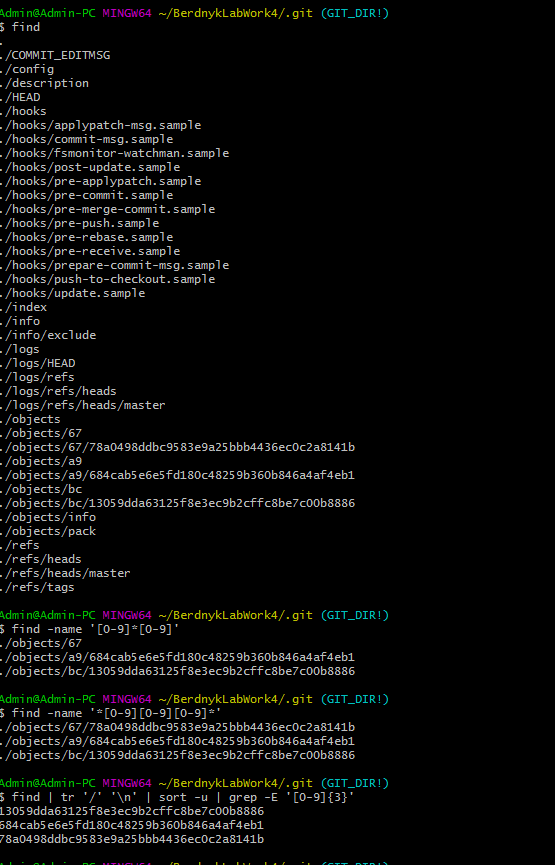 Admin@Admin-PC MINGW64 ~/BerdnykLabWork4/.git (GIT_DIR!)
$ find
.
./COMMIT_EDITMSG
./config
./description
./HEAD
./hooks
./hooks/applypatch-msg.sample
./hooks/commit-msg.sample
./hooks/fsmonitor-watchman.sample
./hooks/post-update.sample
./hooks/pre-applypatch.sample
./hooks/pre-commit.sample
./hooks/pre-merge-commit.sample
./hooks/pre-push.sample
./hooks/pre-rebase.sample
./hooks/pre-receive.sample
./hooks/prepare-commit-msg.sample
./hooks/push-to-checkout.sample
./hooks/update.sample
./index
./info
./info/exclude
./logs
./logs/HEAD
./logs/refs
./logs/refs/heads
./logs/refs/heads/master
./objects
./objects/67
./objects/67/78a0498ddbc9583e9a25bbb4436ec0c2a8141b
./objects/a9
./objects/a9/684cab5e6e5fd180c48259b360b846a4af4eb1
./objects/bc
./objects/bc/13059dda63125f8e3ec9b2cffc8be7c00b8886
./objects/info
./objects/pack
./refs
./refs/heads
./refs/heads/master
./refs/tags
Admin@Admin-PC MINGW64 ~/BerdnykLabWork4/.git (GIT_DIR!)
$ find -name '[0-9]*[0-9]'
./objects/67
./objects/a9/684cab5e6e5fd180c48259b360b846a4af4eb1
./objects/bc/13059dda63125f8e3ec9b2cffc8be7c00b8886
Admin@Admin-PC MINGW64 ~/BerdnykLabWork4/.git (GIT_DIR!)
$ find -name '*[0-9][0-9][0-9]*'
./objects/67/78a0498ddbc9583e9a25bbb4436ec0c2a8141b
./objects/a9/684cab5e6e5fd180c48259b360b846a4af4eb1
./objects/bc/13059dda63125f8e3ec9b2cffc8be7c00b8886
Admin@Admin-PC MINGW64 ~/BerdnykLabWork4/.git (GIT_DIR!)
$ find | tr '/' '\n' | sort -u | grep -E '[0-9]{3}'
13059dda63125f8e3ec9b2cffc8be7c00b8886
684cab5e6e5fd180c48259b360b846a4af4eb1
78a0498ddbc9583e9a25bbb4436ec0c2a8141b